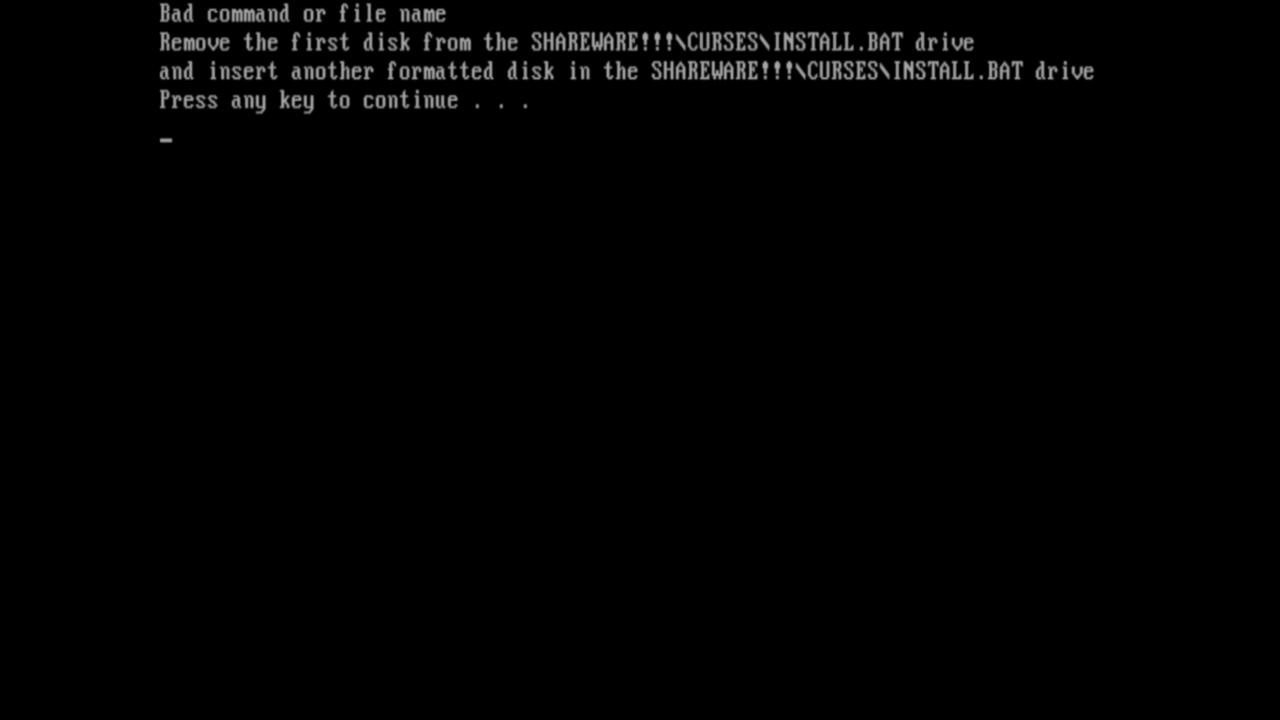 Bad command or file name
Remove the first disk from the SHAREWARE!!!\CURSES\INSTALL.BAT drive
and insert another formatted disk in the SHAREWARE!!!\CURSES\INSTALL.BAT drive
Press any key to continue . . .